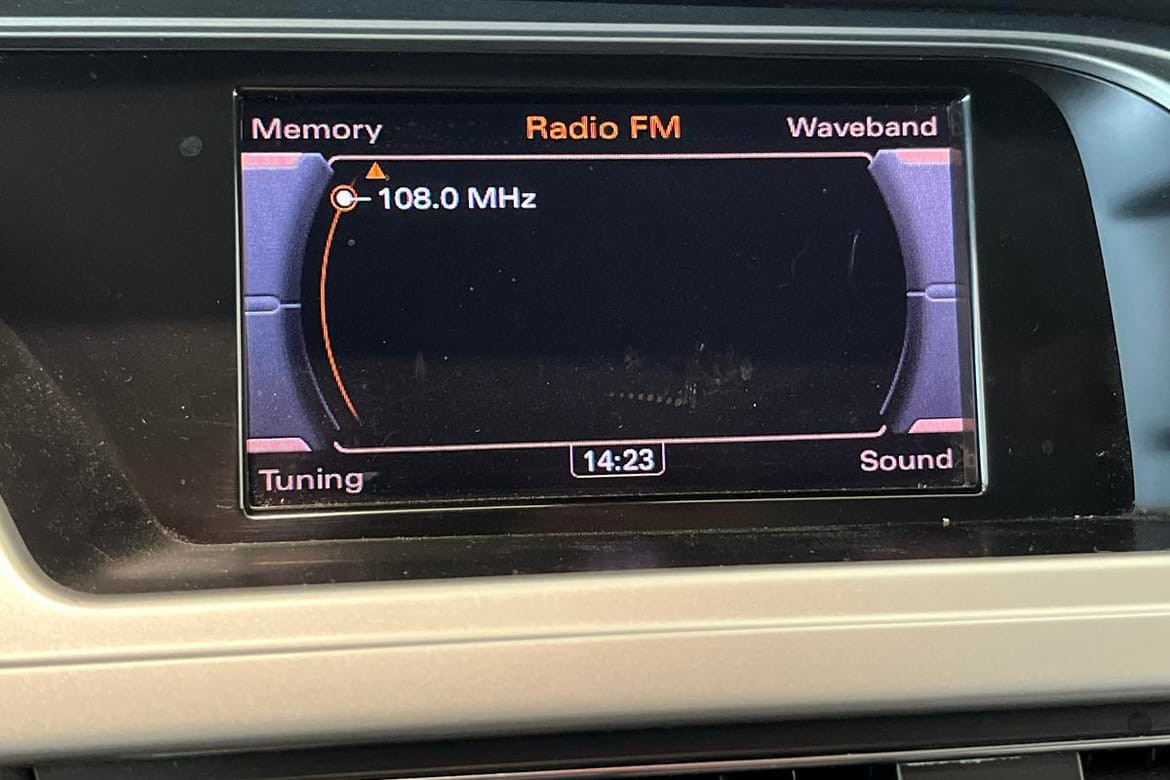 Memory
Radio FM
Waveband
108.0 MHz
Tuning
14:23
Sound